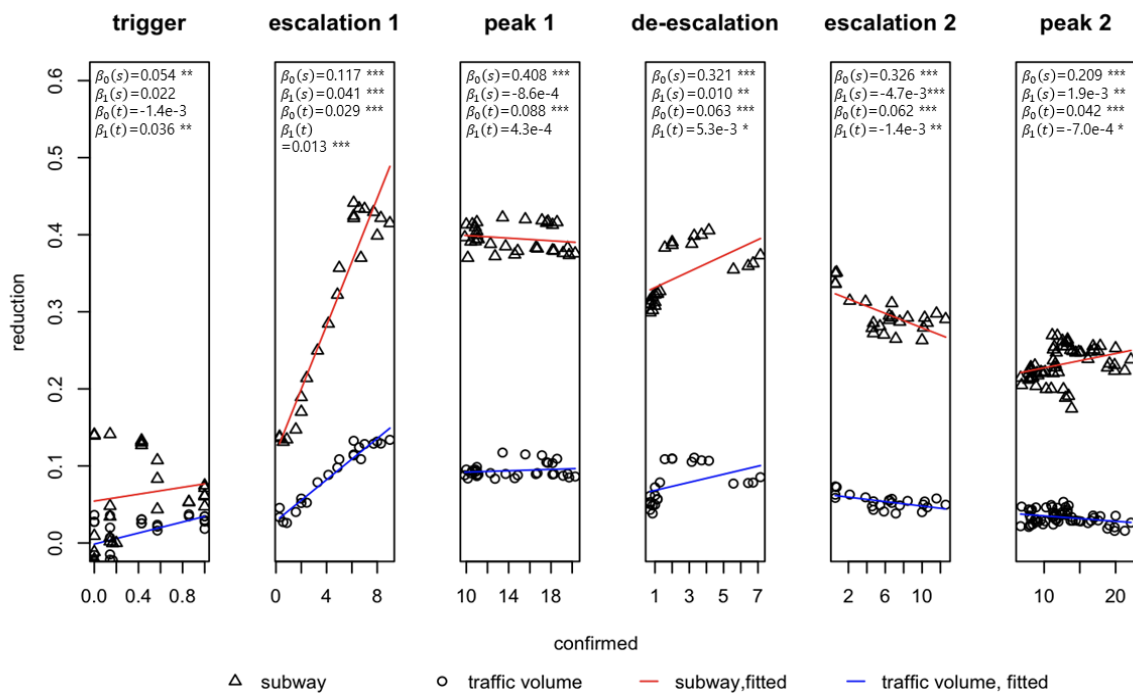 trigger
escalation 1
peak 1
de-escalation
escalation 2
peak 2
β₀(s)=0.054 **
β₁(s)=0.022
β₀(t)=-1.4e-3
β₁(t)=0.036 **
β₀(s)=0.117 ***
β₁(s)=0.041 ***
β₀(t)=0.029 ***
β₁(t)
=0.013 ***
β₀(s)=0.408 ***
β₁(s)=-8.6e-4
β₀(t)=0.088 ***
β₁(t)=4.3e-4
β₀(s)=0.321 ***
β₁(s)=0.010 **
β₀(t)=0.063 ***
β₁(t)=5.3e-3 *
β₀(s)=0.326 ***
β₁(s)=-4.7e-3***
β₀(t)=0.062 ***
β₁(t)=-1.4e-3 **
β₀(s)=0.209 ***
β₁(s)=1.9e-3 **
β₀(t)=0.042 ***
β₁(t)=-7.0e-4 *
reduction
0.6
0.5
0.4
0.3
0.2
0.1
0.0
0.0 0.4 0.8
0 4 8
10 14 18
1 3 5 7
2 6 10
10 20
confirmed
subway
traffic volume
subway,fitted
traffic volume, fitted